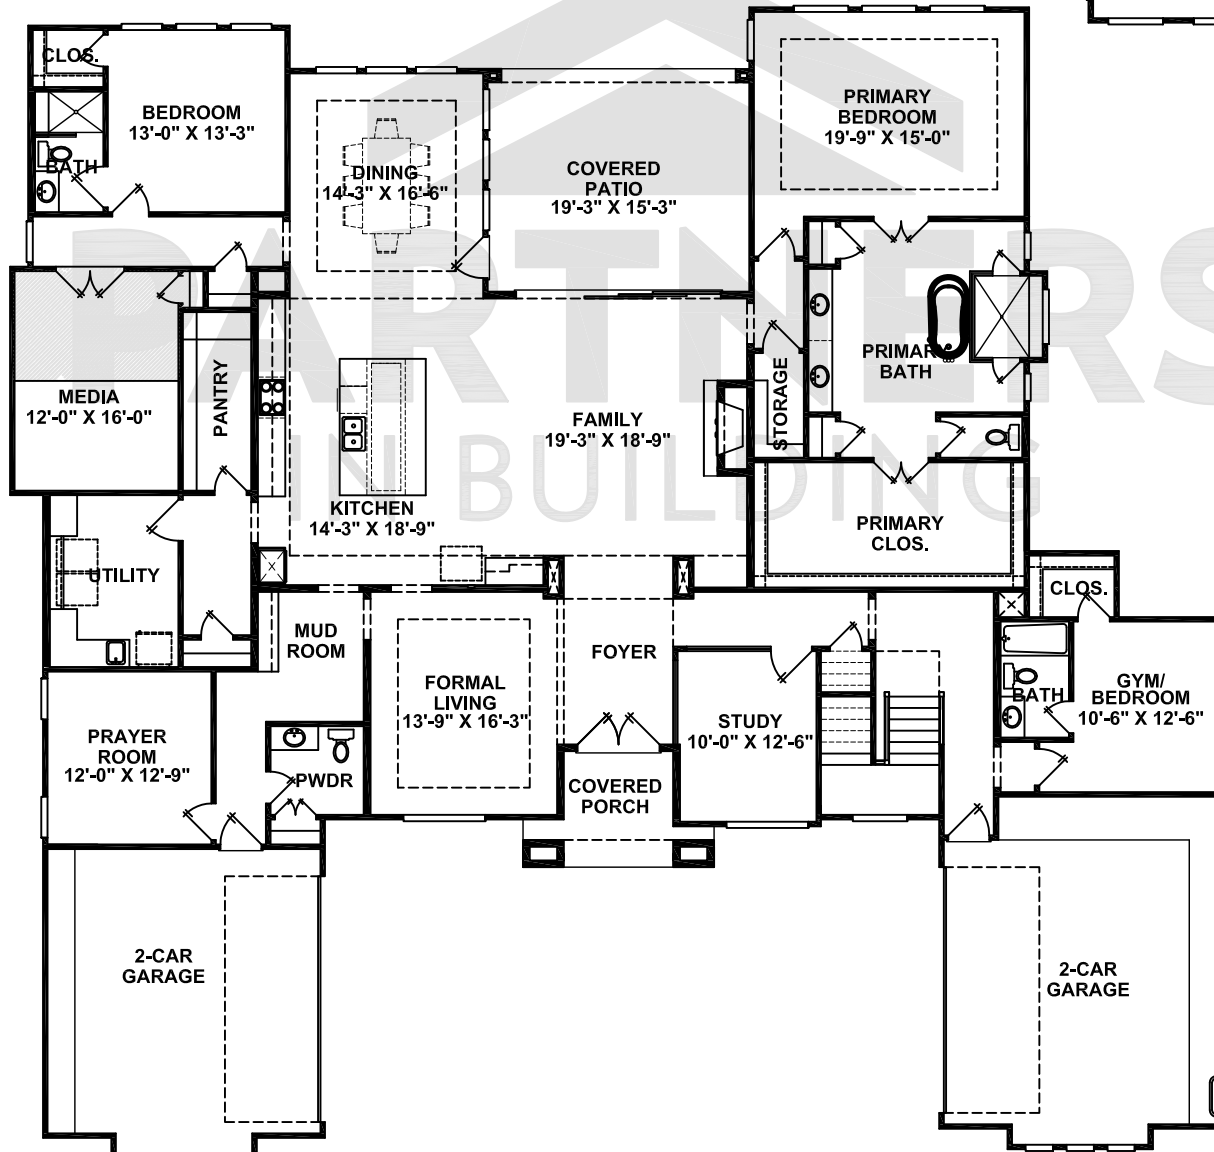 CLOS.
BEDROOM
13'-0" X 13'-3"
BATH
DINING
14'-3" X 16'-6"
COVERED
PATIO
19'-3" X 15'-3"
PRIMARY
BEDROOM
19'-9" X 15'-0"
PARTNERS
IN BUILDING
MEDIA
12'-0" X 16'-0"
PANTRY
FAMILY
19'-3" X 18'-9"
STORAGE
PRIMARY
BATH
KITCHEN
14'-3" X 18'-9"
PRIMARY
CLOS.
UTILITY
MUD
ROOM
FORMAL
LIVING
13'-9" X 16'-3"
FOYER
STUDY
10'-0" X 12'-6"
CLOS.
BATH
GYM/
BEDROOM
10'-6" X 12'-6"
PRAYER
ROOM
12'-0" X 12'-9"
PWDR
COVERED
PORCH
2-CAR
GARAGE
2-CAR
GARAGE